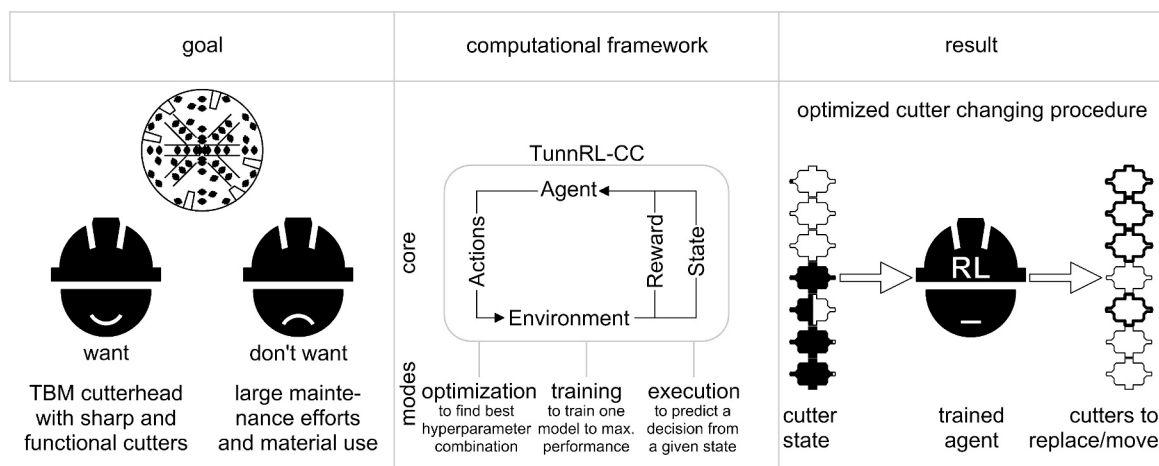 goal
computational framework
result
want
don't want
TBM cutterhead
with sharp and
functional cutters
large mainte-
nance efforts
and material use
TunnRL-CC
core
Agent
Actions
Reward
State
Environment
modes
optimization
to find best
hyperparameter
combination
training
to train one
model to max.
performance
execution
to predict a
decision from
a given state
optimized cutter changing procedure
RL
cutter
state
trained
agent
cutters to
replace/move